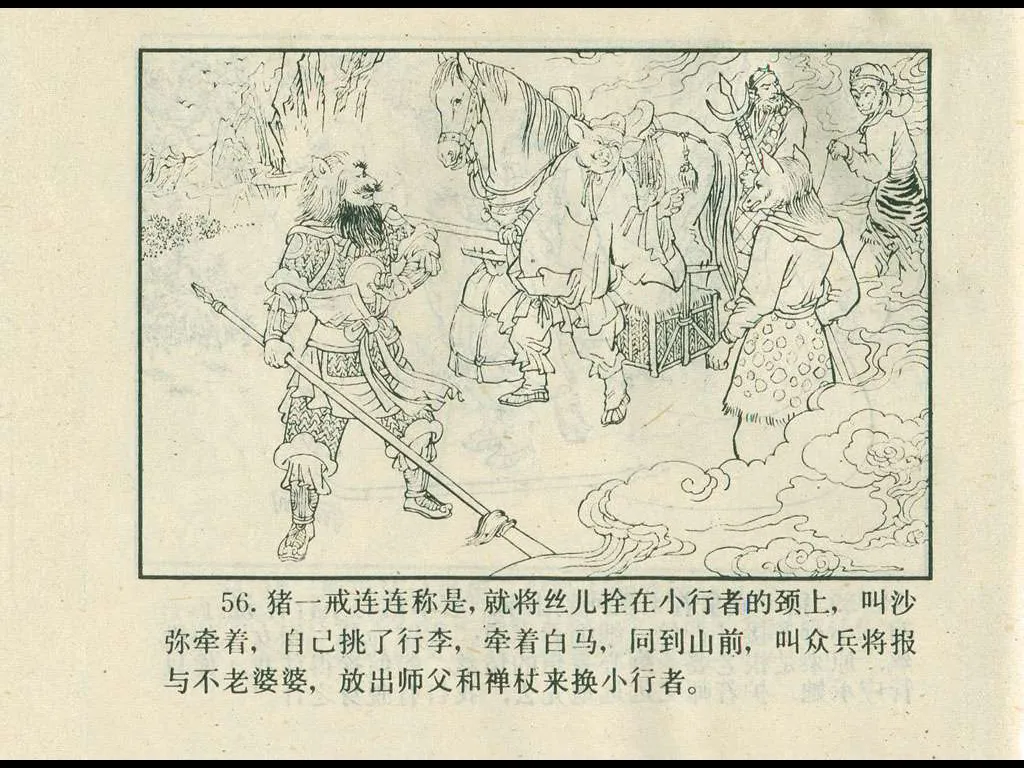 56. 猪一戒连连称是，就将丝儿拴在小行者的颈上，叫沙
弥牵着，自己挑了行李，牵着白马，同到山前，叫众兵将报
与不老婆婆，放出师父和禅杖来换小行者。